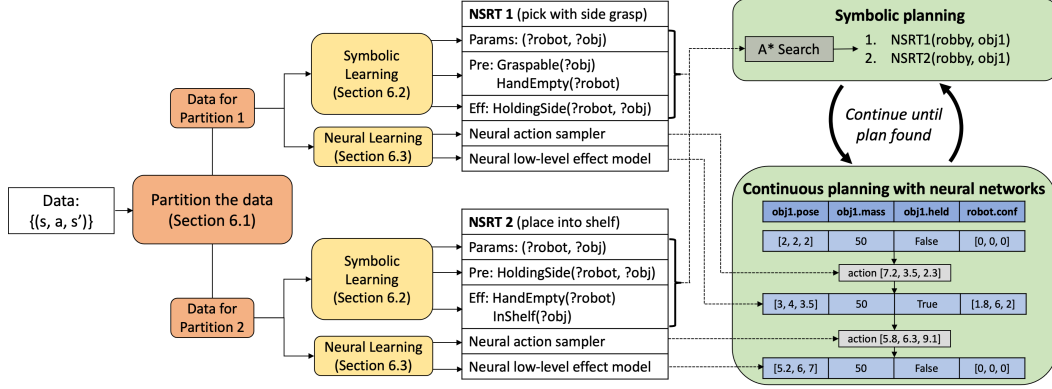 Data:
{(s, a, s’)}
Partition the data
(Section 6.1)
Data for
Partition 1
Data for
Partition 2
Symbolic
Learning
(Section 6.2)
Neural Learning
(Section 6.3)
Symbolic
Learning
(Section 6.2)
Neural Learning
(Section 6.3)
NSRT 1 (pick with side grasp)
Params: (?robot, ?obj)
Pre: Graspable(?obj)
HandEmpty(?robot)
Eff: HoldingSide(?robot, ?obj)
Neural action sampler
Neural low-level effect model
NSRT 2 (place into shelf)
Params: (?robot, ?obj)
Pre: HoldingSide(?robot, ?obj)
Eff: HandEmpty(?robot)
InShelf(?obj)
Neural action sampler
Neural low-level effect model
Symbolic planning
A* Search
1. NSRT1(robby, obj1)
2. NSRT2(robby, obj1)
Continue until
plan found
Continuous planning with neural networks
obj1.pose obj1.mass obj1.held robot.conf
[2, 2, 2] 50 False [0, 0, 0]
action [7.2, 3.5, 2.3]
[3, 4, 3.5] 50 True [1.8, 6, 2]
action [5.8, 6.3, 9.1]
[5.2, 6, 7] 50 False [0, 0, 0]